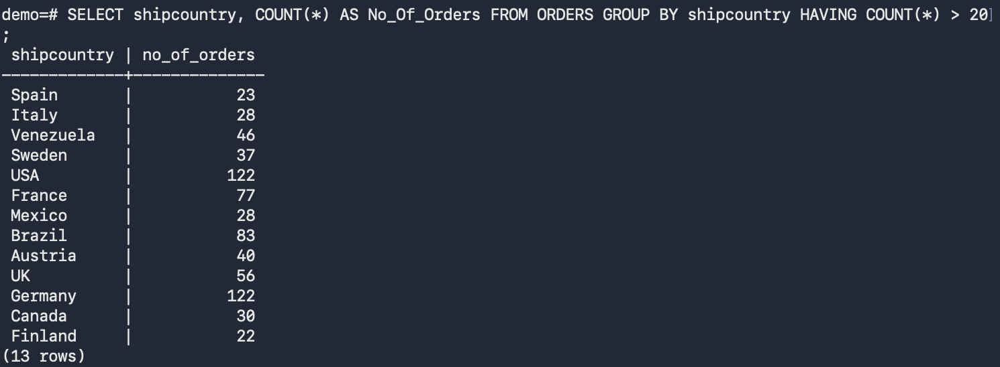 demo=# SELECT shipcountry, COUNT(*) AS No_Of_Orders FROM ORDERS GROUP BY shipcountry HAVING COUNT(*) > 20]
;
 shipcountry | no_of_orders
-------------+--------------
 Spain       |           23
 Italy       |           28
 Venezuela   |           46
 Sweden      |           37
 USA         |          122
 France      |           77
 Mexico      |           28
 Brazil      |           83
 Austria     |           40
 UK          |           56
 Germany     |          122
 Canada      |           30
 Finland     |           22
(13 rows)